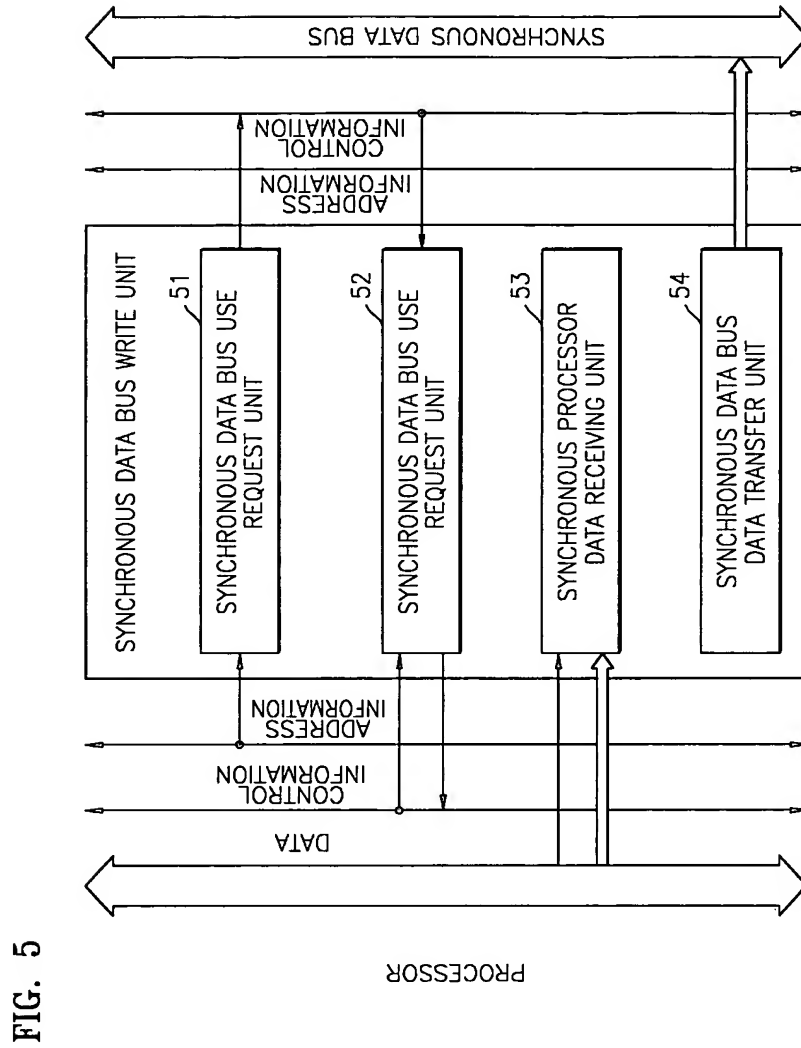 FIG. 5
PROCESSOR
DATA
CONTROL
INFORMATION
ADDRESS
INFORMATION
SYNCHRONOUS DATA BUS WRITE UNIT
51
SYNCHRONOUS DATA BUS USE
REQUEST UNIT
52
SYNCHRONOUS DATA BUS USE
REQUEST UNIT
53
SYNCHRONOUS PROCESSOR
DATA RECEIVING UNIT
54
SYNCHRONOUS DATA BUS
DATA TRANSFER UNIT
ADDRESS
INFORMATION
CONTROL
INFORMATION
SYNCHRONOUS DATA BUS